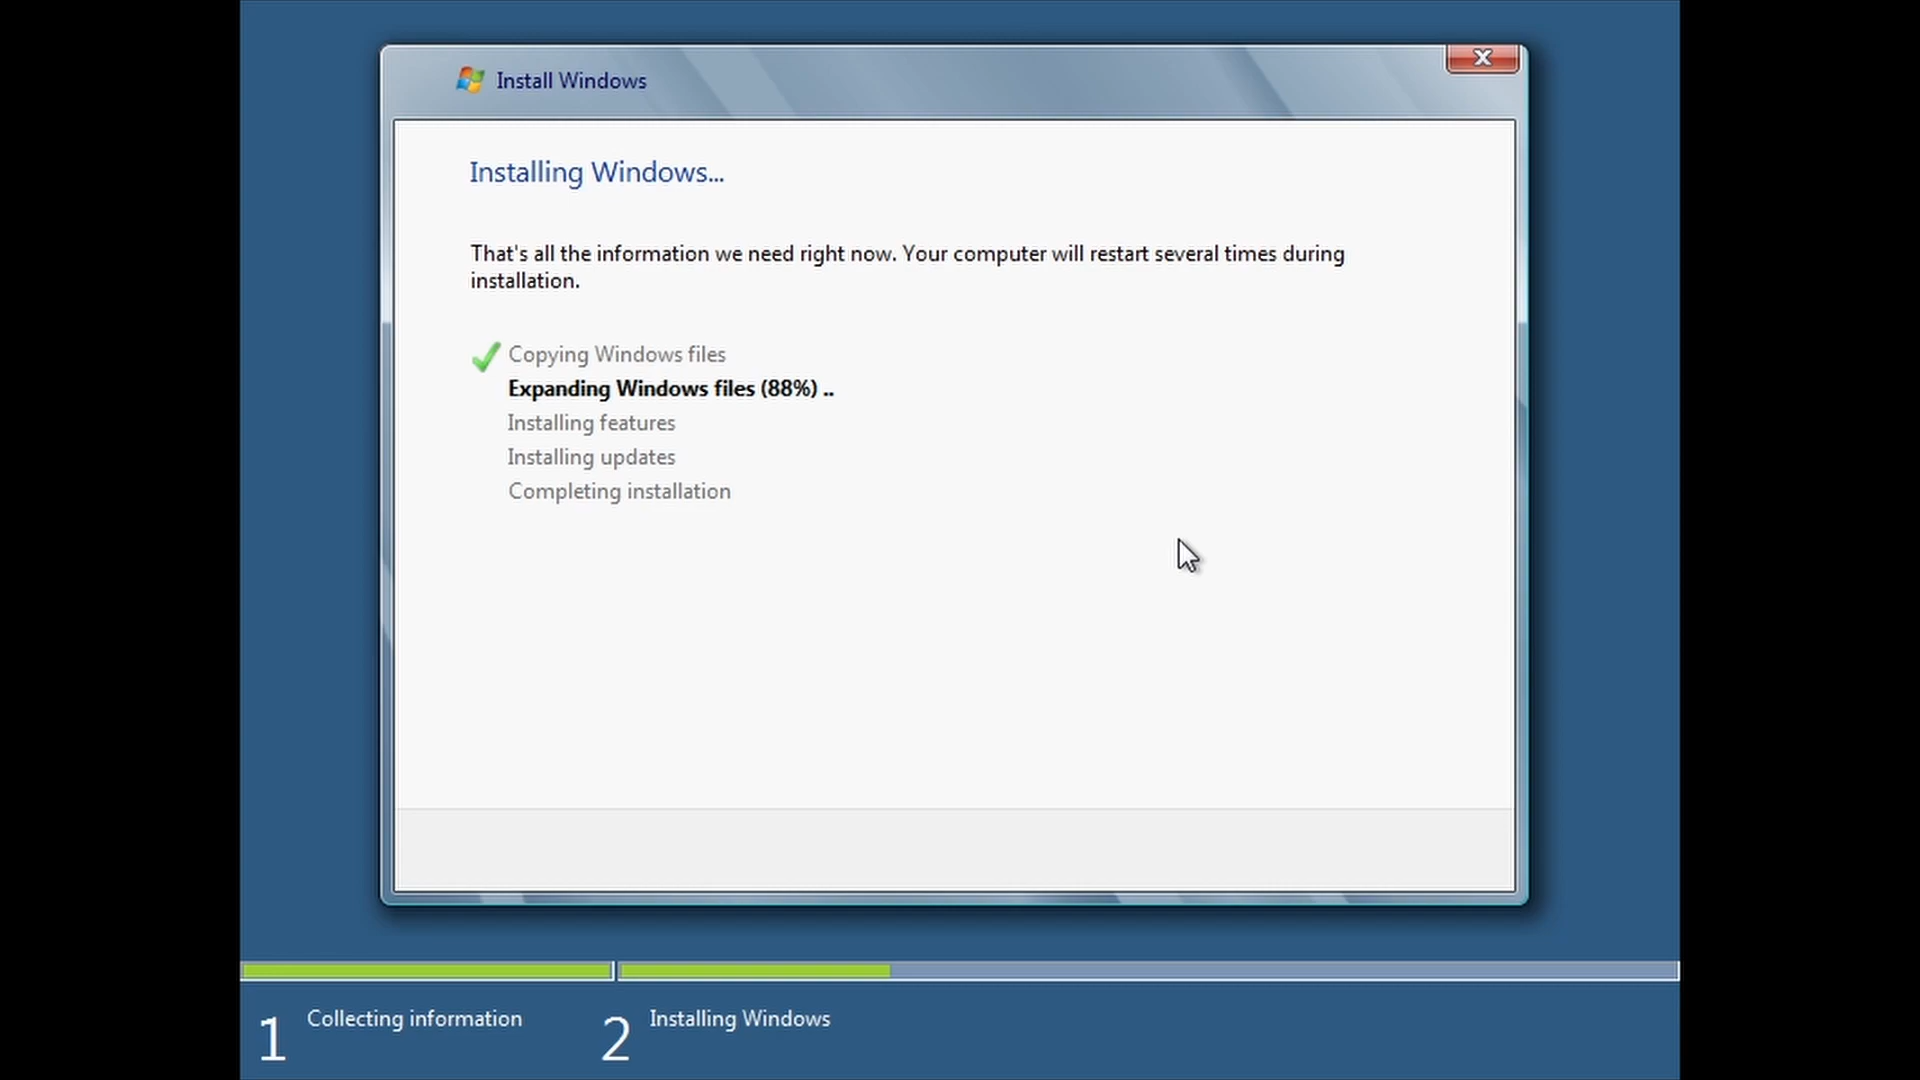 Install Windows
Installing Windows...
That's all the information we need right now. Your computer will restart several times during
installation.
Copying Windows files
Expanding Windows files (88%) ..
Installing features
Installing updates
Completing installation
1 Collecting information 2 Installing Windows